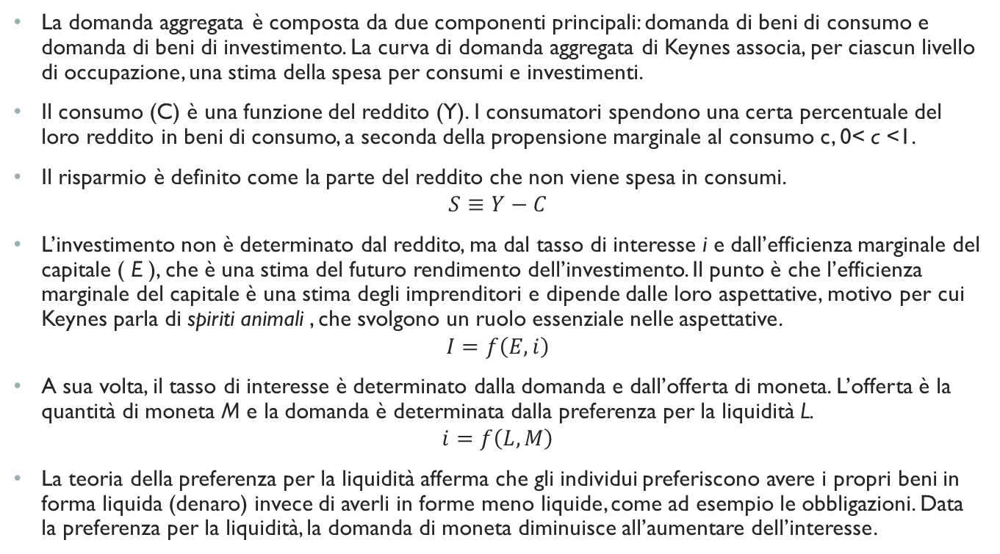 • La domanda aggregata è composta da due componenti principali: domanda di beni di consumo e
domanda di beni di investimento. La curva di domanda aggregata di Keynes associa, per ciascun livello
di occupazione, una stima della spesa per consumi e investimenti.
• Il consumo (C) è una funzione del reddito (Y). I consumatori spendono una certa percentuale del
loro reddito in beni di consumo, a seconda della propensione marginale al consumo c, 0< c <1.
• Il risparmio è definito come la parte del reddito che non viene spesa in consumi.
S ≡ Y − C
• L’investimento non è determinato dal reddito, ma dal tasso di interesse i e dall’efficienza marginale del
capitale ( E ), che è una stima del futuro rendimento dell’investimento. Il punto è che l’efficienza
marginale del capitale è una stima degli imprenditori e dipende dalle loro aspettative, motivo per cui
Keynes parla di spiriti animali , che svolgono un ruolo essenziale nelle aspettative.
I = f(E, i)
• A sua volta, il tasso di interesse è determinato dalla domanda e dall’offerta di moneta. L’offerta è la
quantità di moneta M e la domanda è determinata dalla preferenza per la liquidità L.
i = f(L, M)
• La teoria della preferenza per la liquidità afferma che gli individui preferiscono avere i propri beni in
forma liquida (denaro) invece di averli in forme meno liquide, come ad esempio le obbligazioni. Data
la preferenza per la liquidità, la domanda di moneta diminuisce all’aumentare dell’interesse.